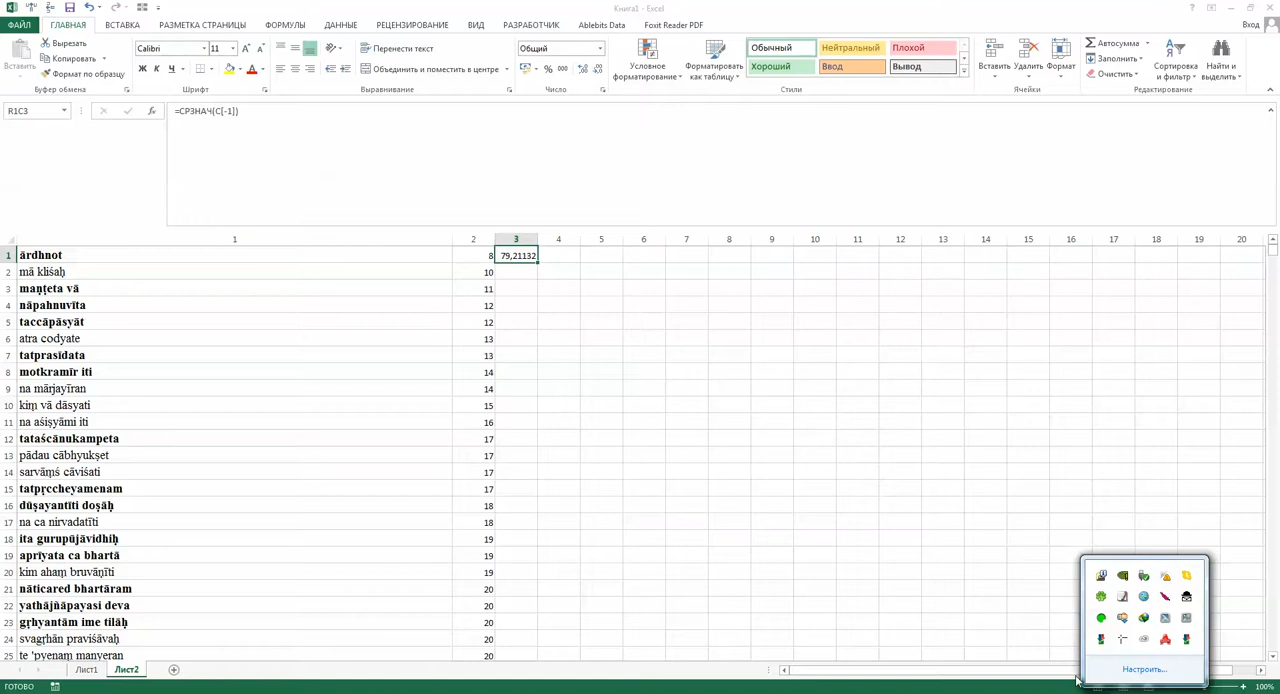 Книга1 - Excel
ФАЙЛ ГЛАВНАЯ ВСТАВКА РАЗМЕТКА СТРАНИЦЫ ФОРМУЛЫ ДАННЫЕ РЕЦЕНЗИРОВАНИЕ ВИД РАЗРАБОТЧИК Ablebits Data Foxit Reader PDF Вход
Вставить
Вырезать
Копировать
Формат по образцу
Буфер обмена
Calibri 11
Ж К Ч
Шрифт
Перенести текст
Объединить и поместить в центре
Выравнивание
Общий
% 000
Число
Условное форматирование
Форматировать как таблицу
Обычный Нейтральный Плохой
Хороший Ввод Вывод
Стили
Вставить Удалить Формат
Ячейки
Автосумма
Заполнить
Очистить
Сортировка и фильтр
Найти и выделить
Редактирование
R1C3 fx =СРЗНАЧ(C[-1])
1 2 3 4 5 6 7 8 9 10 11 12 13 14 15 16 17 18 19 20
1 ārdhnot 8 79,21132
2 mā kliśaḥ 10
3 maṇṭeta vā 11
4 nāpahnuvīta 12
5 taccāpāsyāt 12
6 atra codyate 13
7 tatprasīdata 13
8 motkramīr iti 14
9 na mārjayīran 14
10 kiṃ vā dāsyati 15
11 na aśiṣyāmi iti 16
12 tataścānukampeta 17
13 pādau cābhyukṣet 17
14 sarvāṃś cāviśati 17
15 tatpṛccheyamenam 17
16 dūṣayantīti doṣāḥ 18
17 na ca nirvadatīti 18
18 ita gurupūjāvidhiḥ 19
19 aprīyata ca bhartā 19
20 kim ahaṃ bruvāṇīti 19
21 nāticared bhartāram 20
22 yathājñāpayasi deva 20
23 gṛhyantām ime tilāḥ 20
24 svagṛhān praviśāvaḥ 20
25 te 'pyenaṃ manyeran 20
Настроить...
Лист1 Лист2
ГОТОВО 100%